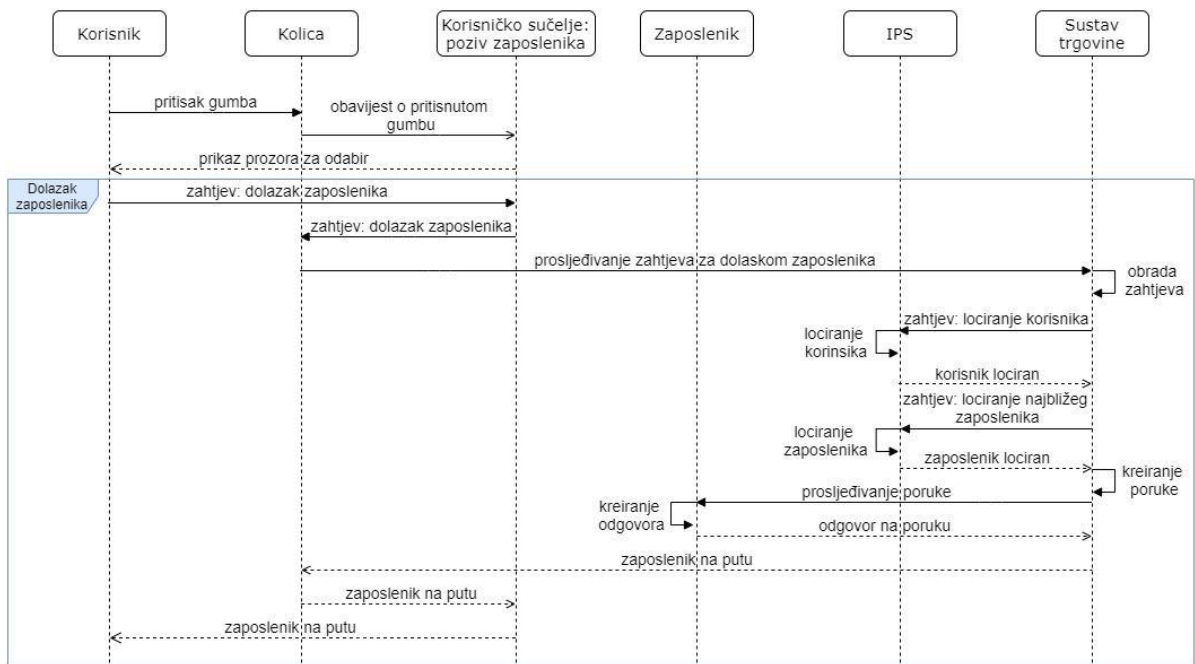 Korisnik
Kolica
Korisničko sučelje:
poziv zaposlenika
Zaposlenik
IPS
Sustav
trgovine
pritisak gumba
obavijest o pritisnutom
gumbu
prikaz prozora za odabir
Dolazak
zaposlenika
zahtjev: dolazak zaposlenika
zahtjev: dolazak zaposlenika
prosljeđivanje zahtjeva za dolaskom zaposlenika
obrada
zahtjeva
zahtjev: lociranje korisnika
lociranje
korinsika
korisnik lociran
zahtjev: lociranje najbližeg
zaposlenika
lociranje
zaposlenika
zaposlenik lociran
kreiranje
poruke
prosljeđivanje poruke
kreiranje
odgovora
odgovor na poruku
zaposlenik na putu
zaposlenik na putu
zaposlenik na putu